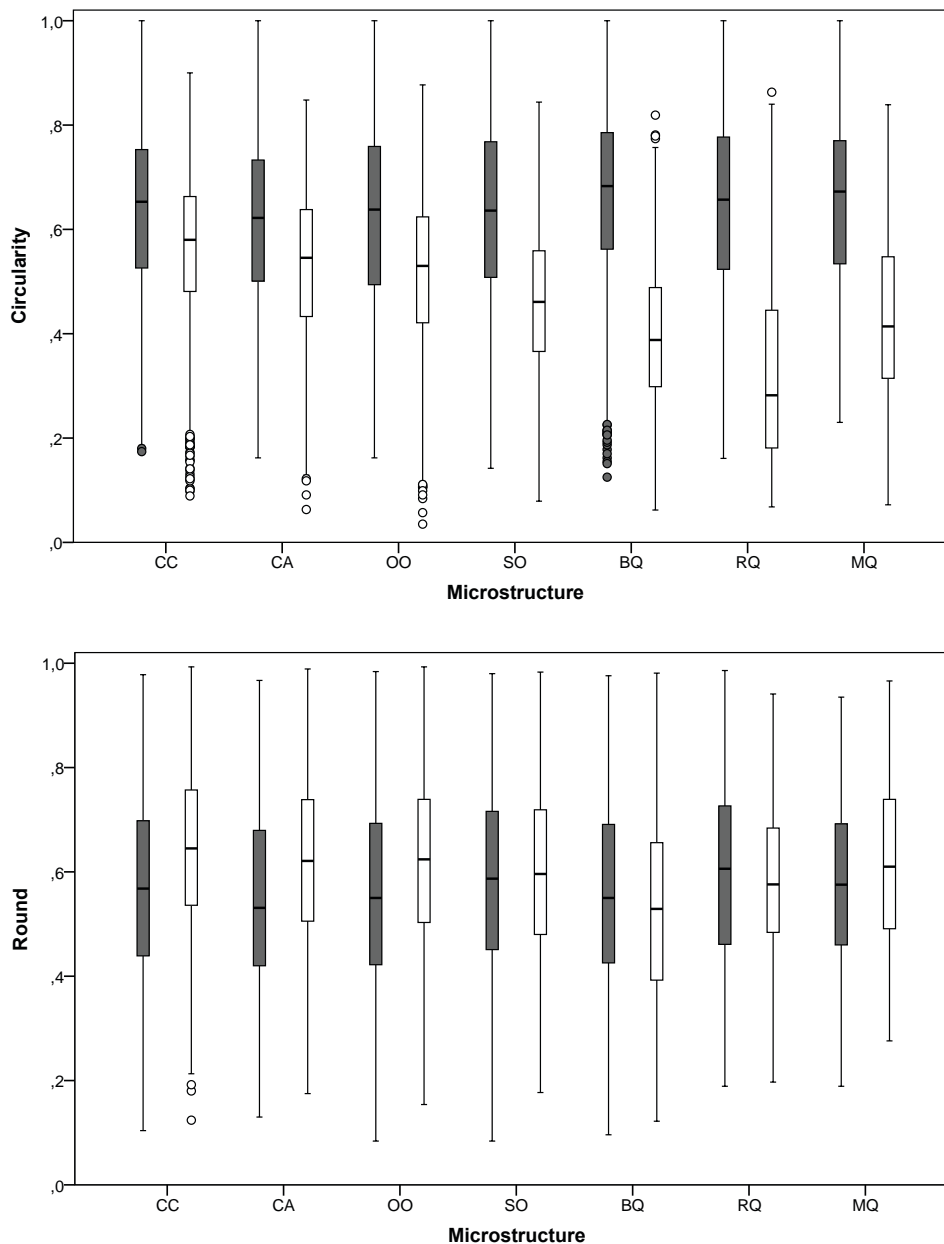 1,0
,8
,6
,4
,2
,0
Circularity
CC CA OO SO BQ RQ MQ
Microstructure
1,0
,8
,6
,4
,2
,0
Round
CC CA OO SO BQ RQ MQ
Microstructure